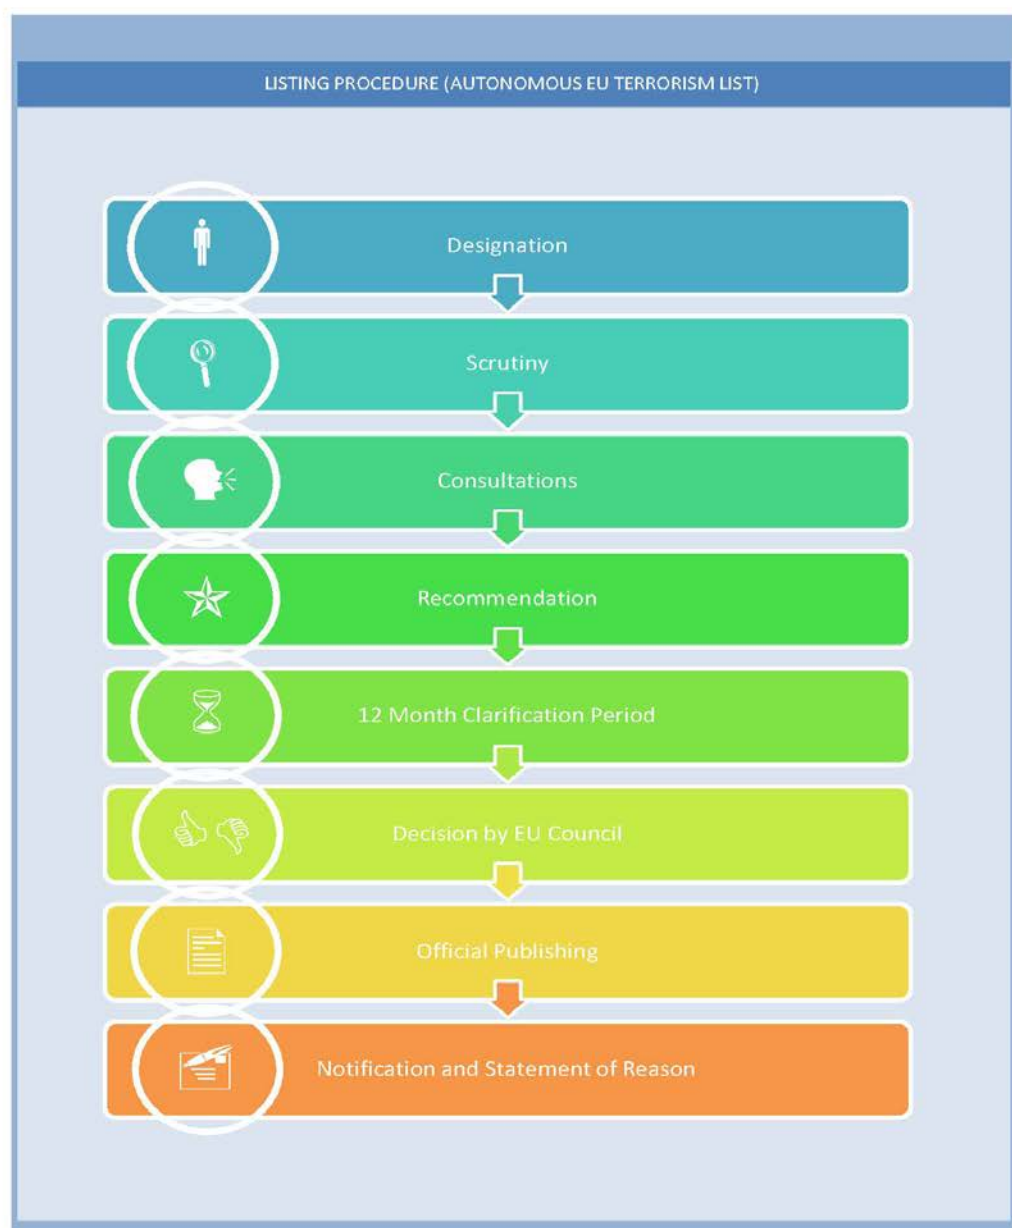 LISTING PROCEDURE (AUTONOMOUS EU TERRORISM LIST)
Designation
Scrutiny
Consultations
Recommendation
12 Month Clarification Period
Decision by EU Council
Official Publishing
Notification and Statement of Reason